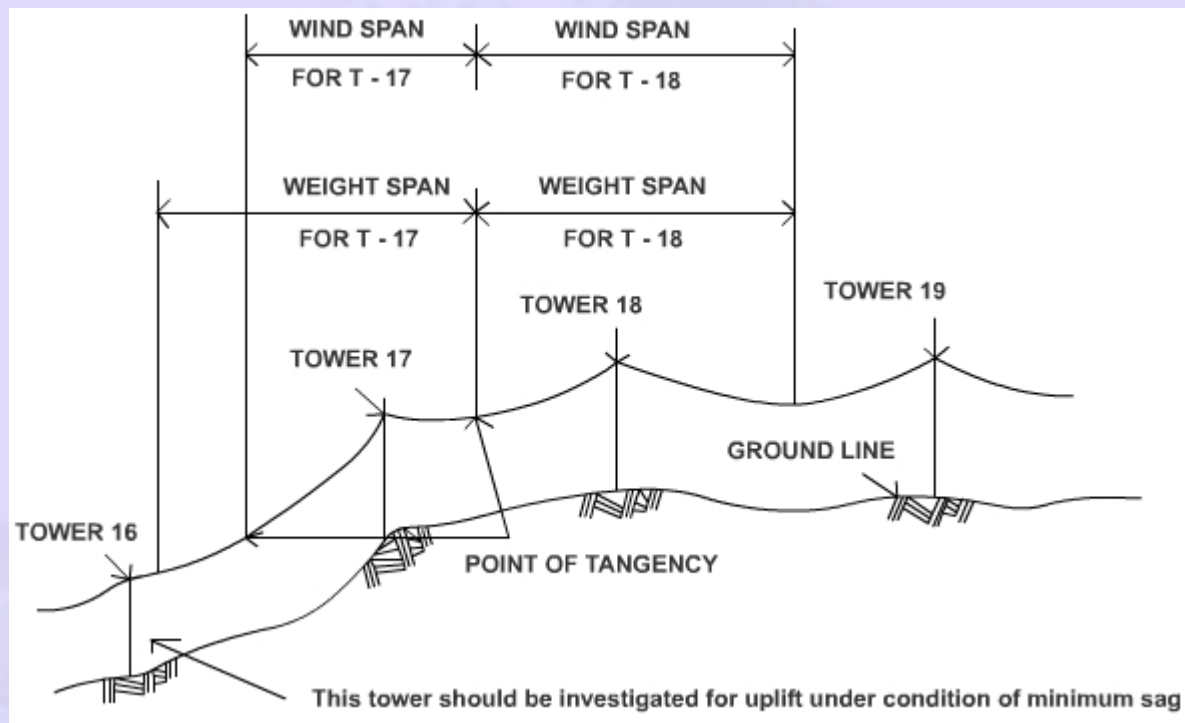 WIND SPAN
FOR T - 17
WIND SPAN
FOR T - 18
WEIGHT SPAN
FOR T - 17
WEIGHT SPAN
FOR T - 18
TOWER 18
TOWER 19
TOWER 17
GROUND LINE
TOWER 16
POINT OF TANGENCY
This tower should be investigated for uplift under condition of minimum sag